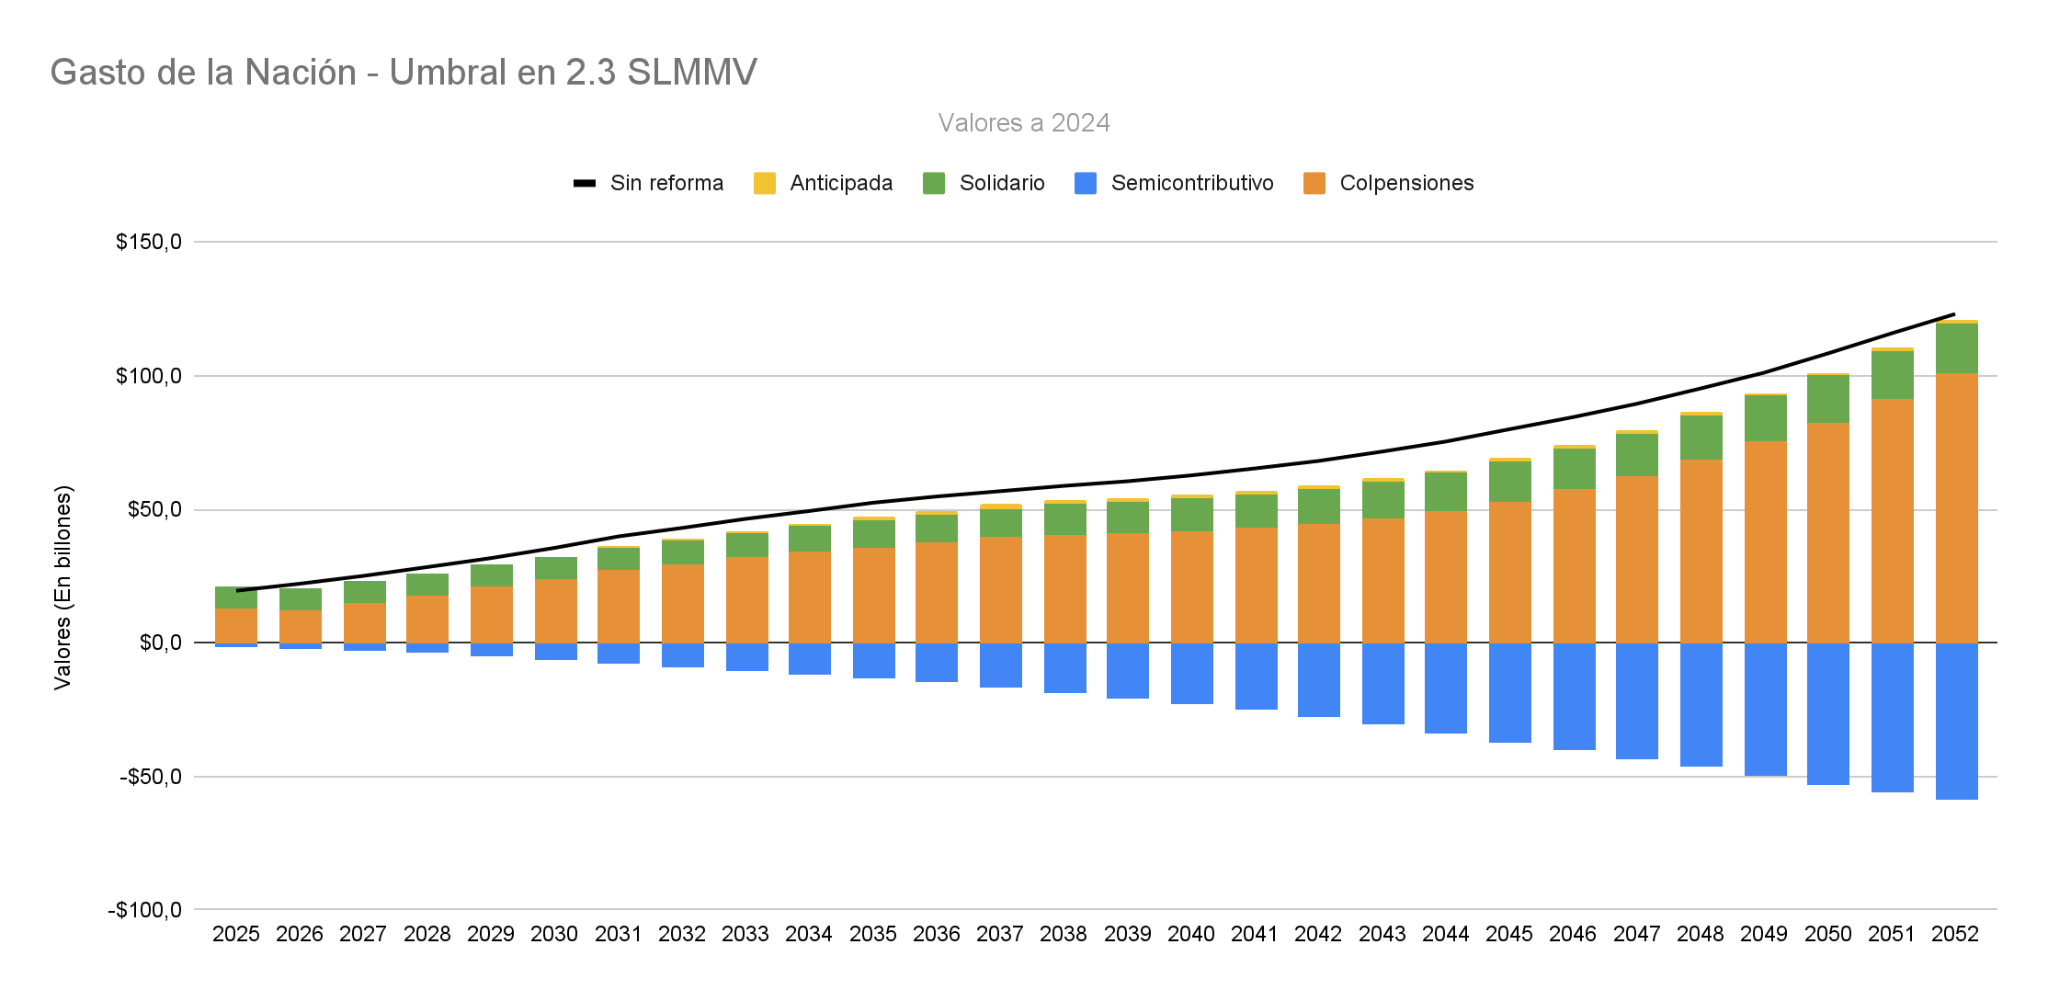 Gasto de la Nación - Umbral en 2.3 SLMMV
Valores a 2024
Sin reforma Anticipada Solidario Semicontributivo Colpensiones
$150,0
$100,0
$50,0
$0,0
-$50,0
-$100,0
Valores (En billones)
2025 2026 2027 2028 2029 2030 2031 2032 2033 2034 2035 2036 2037 2038 2039 2040 2041 2042 2043 2044 2045 2046 2047 2048 2049 2050 2051 2052